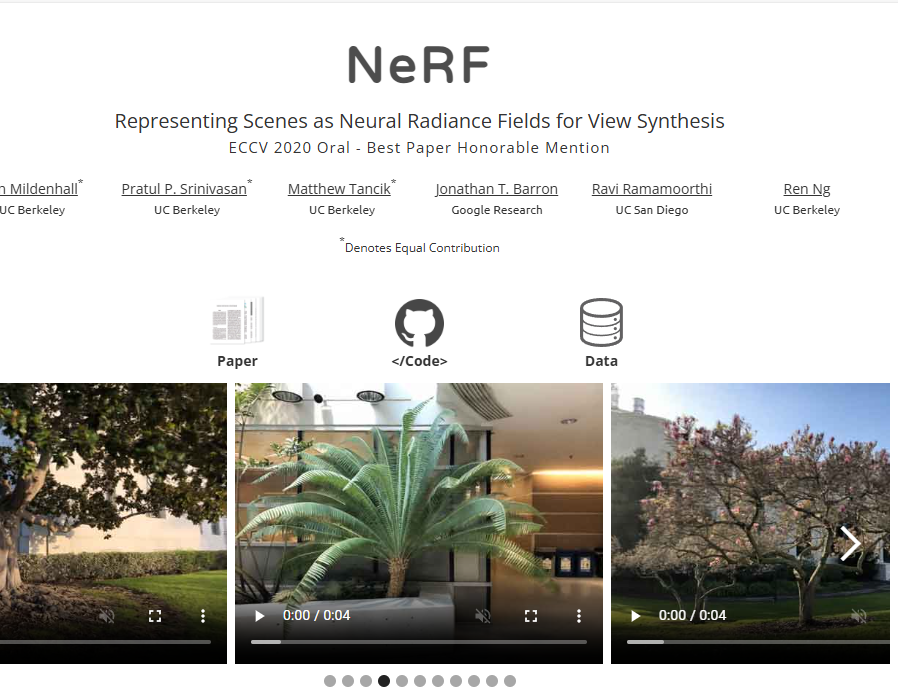 NeRF
Representing Scenes as Neural Radiance Fields for View Synthesis
ECCV 2020 Oral - Best Paper Honorable Mention
n Mildenhall* Pratul P. Srinivasan* Matthew Tancik* Jonathan T. Barron Ravi Ramamoorthi Ren Ng
UC Berkeley UC Berkeley UC Berkeley Google Research UC San Diego UC Berkeley
*Denotes Equal Contribution
Paper </Code> Data
0:00 / 0:04 0:00 / 0:04